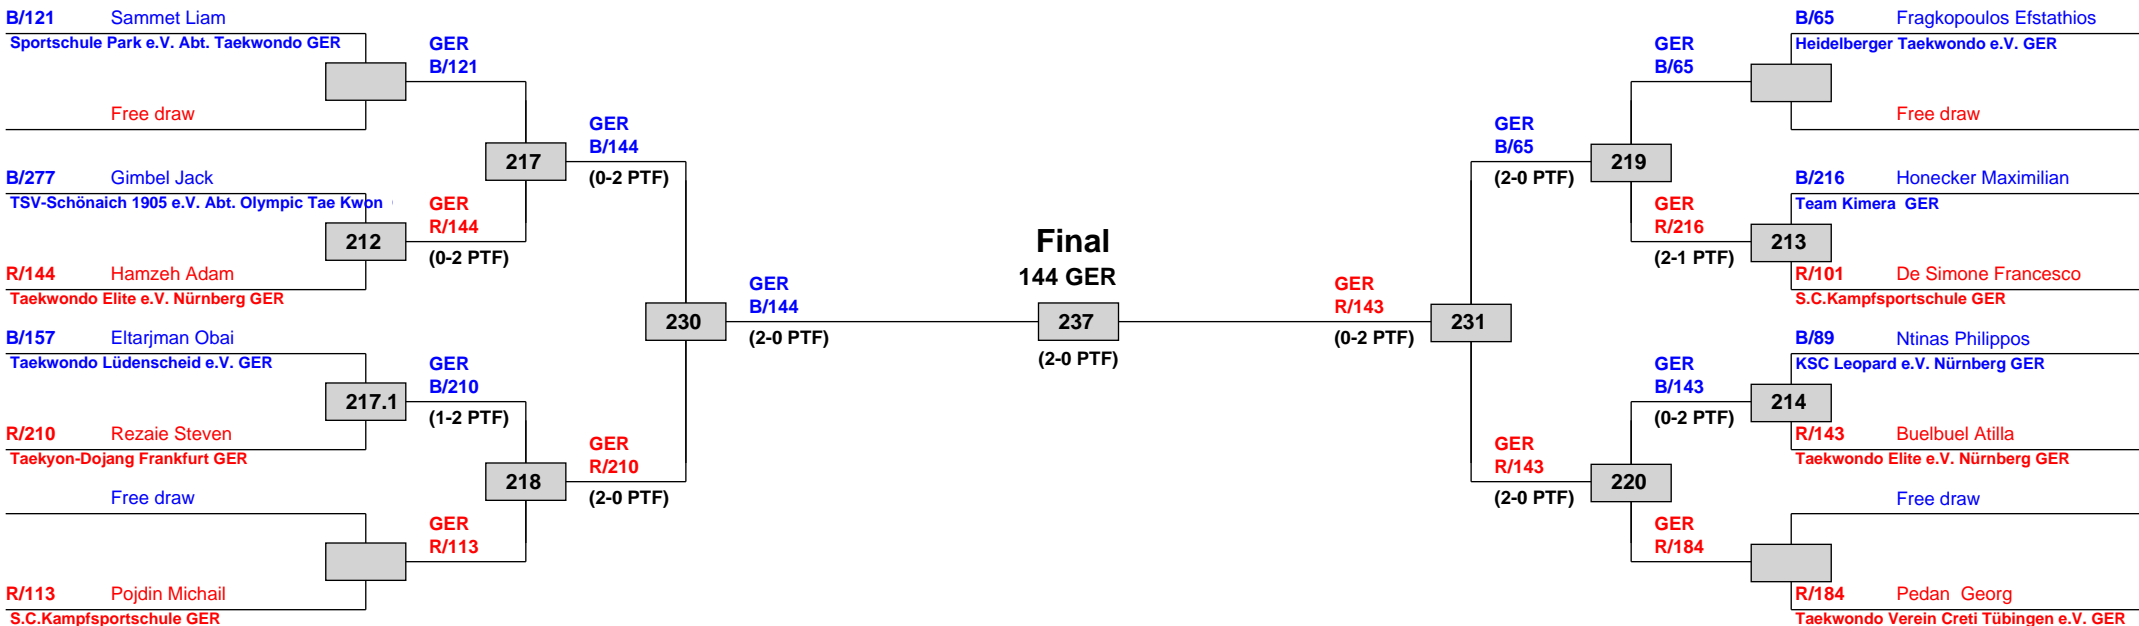 B/121 Sammet Liam
Sportschule Park e.V. Abt. Taekwondo GER
GER
B/121
Free draw
B/277 Gimbel Jack
TSV-Schönaich 1905 e.V. Abt. Olympic Tae Kwon
212
GER
R/144
(0-2 PTF)
R/144 Hamzeh Adam
Taekwondo Elite e.V. Nürnberg GER
217
GER
B/144
(0-2 PTF)
B/157 Eltarjman Obai
Taekwondo Lüdenscheid e.V. GER
217.1
GER
B/210
(1-2 PTF)
R/210 Rezaie Steven
Taekyon-Dojang Frankfurt GER
218
GER
R/210
(2-0 PTF)
Free draw
GER
R/113
R/113 Pojdin Michail
S.C.Kampfsportschule GER
230
GER
B/144
(2-0 PTF)
Final
144 GER
237
(2-0 PTF)
GER
R/143
(0-2 PTF)
231
GER
B/65
(2-0 PTF)
219
GER
B/65
B/65 Fragkopoulos Efstathios
Heidelberger Taekwondo e.V. GER
Free draw
GER
R/216
(2-1 PTF)
213
B/216 Honecker Maximilian
Team Kimera GER
R/101 De Simone Francesco
S.C.Kampfsportschule GER
GER
R/143
(2-0 PTF)
220
GER
B/143
(0-2 PTF)
214
B/89 Ntinas Philippos
KSC Leopard e.V. Nürnberg GER
R/143 Buelbuel Atilla
Taekwondo Elite e.V. Nürnberg GER
GER
R/184
Free draw
R/184 Pedan Georg
Taekwondo Verein Creti Tübingen e.V. GER